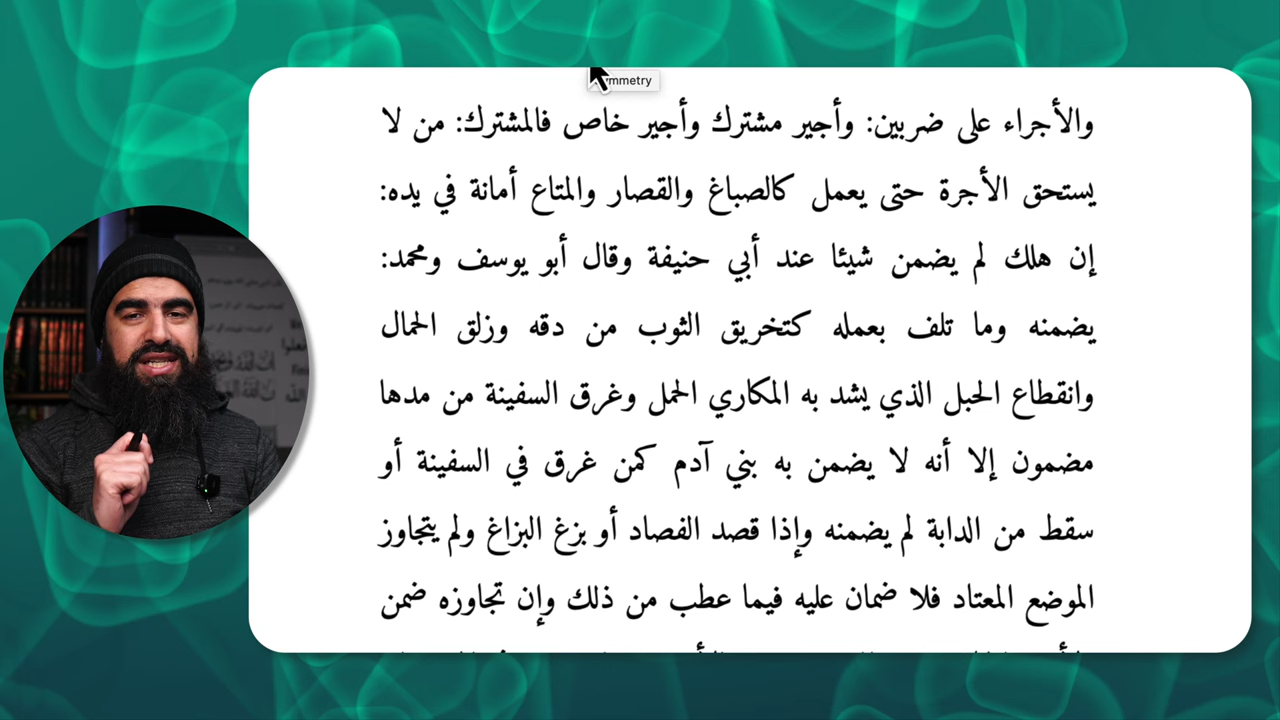 mmetry
والأجراء على ضربين: وأجير مشترك وأجير خاص فالمشترك: من لا
يستحق الأجرة حتى يعمل كالصباغ والقصار والمتاع أمانة في يده:
إن هلك لم يضمن شيئا عند أبي حنيفة وقال أبو يوسف ومحمد:
يضمنه وما تلف بعمله كتخريق الثوب من دقه وزلق الحمال
وانقطاع الحبل الذي يشد به المكاري الحمل وغرق السفينة من مدها
مضمون إلا أنه لا يضمن به بني آدم كمن غرق في السفينة أو
سقط من الدابة لم يضمنه وإذا قصد الفصاد أو بزغ البزاغ ولم يتجاوز
الموضع المعتاد فلا ضمان عليه فيما عطب من ذلك وإن تجاوزه ضمن